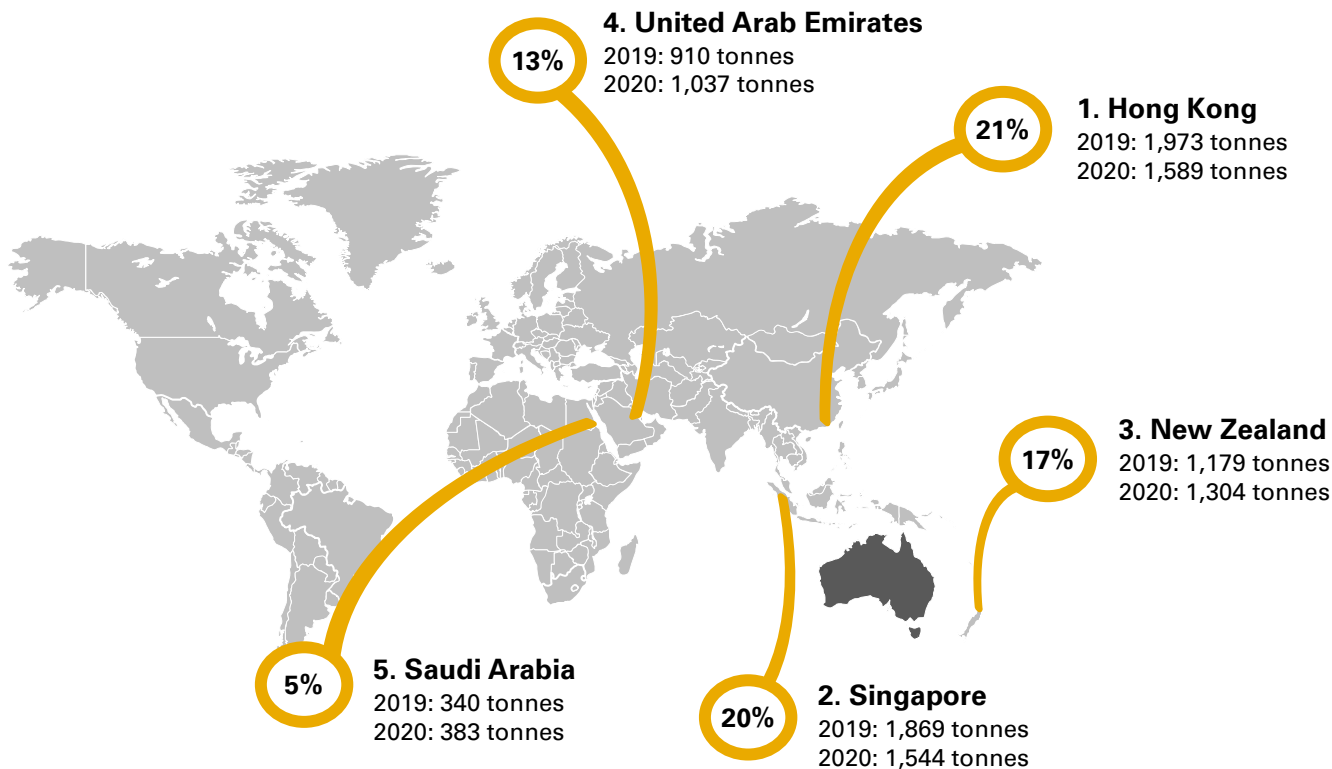 4. United Arab Emirates
13%
2019: 910 tonnes
2020: 1,037 tonnes
1. Hong Kong
21%
2019: 1,973 tonnes
2020: 1,589 tonnes
3. New Zealand
17%
2019: 1,179 tonnes
2020: 1,304 tonnes
5. Saudi Arabia
5%
2019: 340 tonnes
2020: 383 tonnes
2. Singapore
20%
2019: 1,869 tonnes
2020: 1,544 tonnes